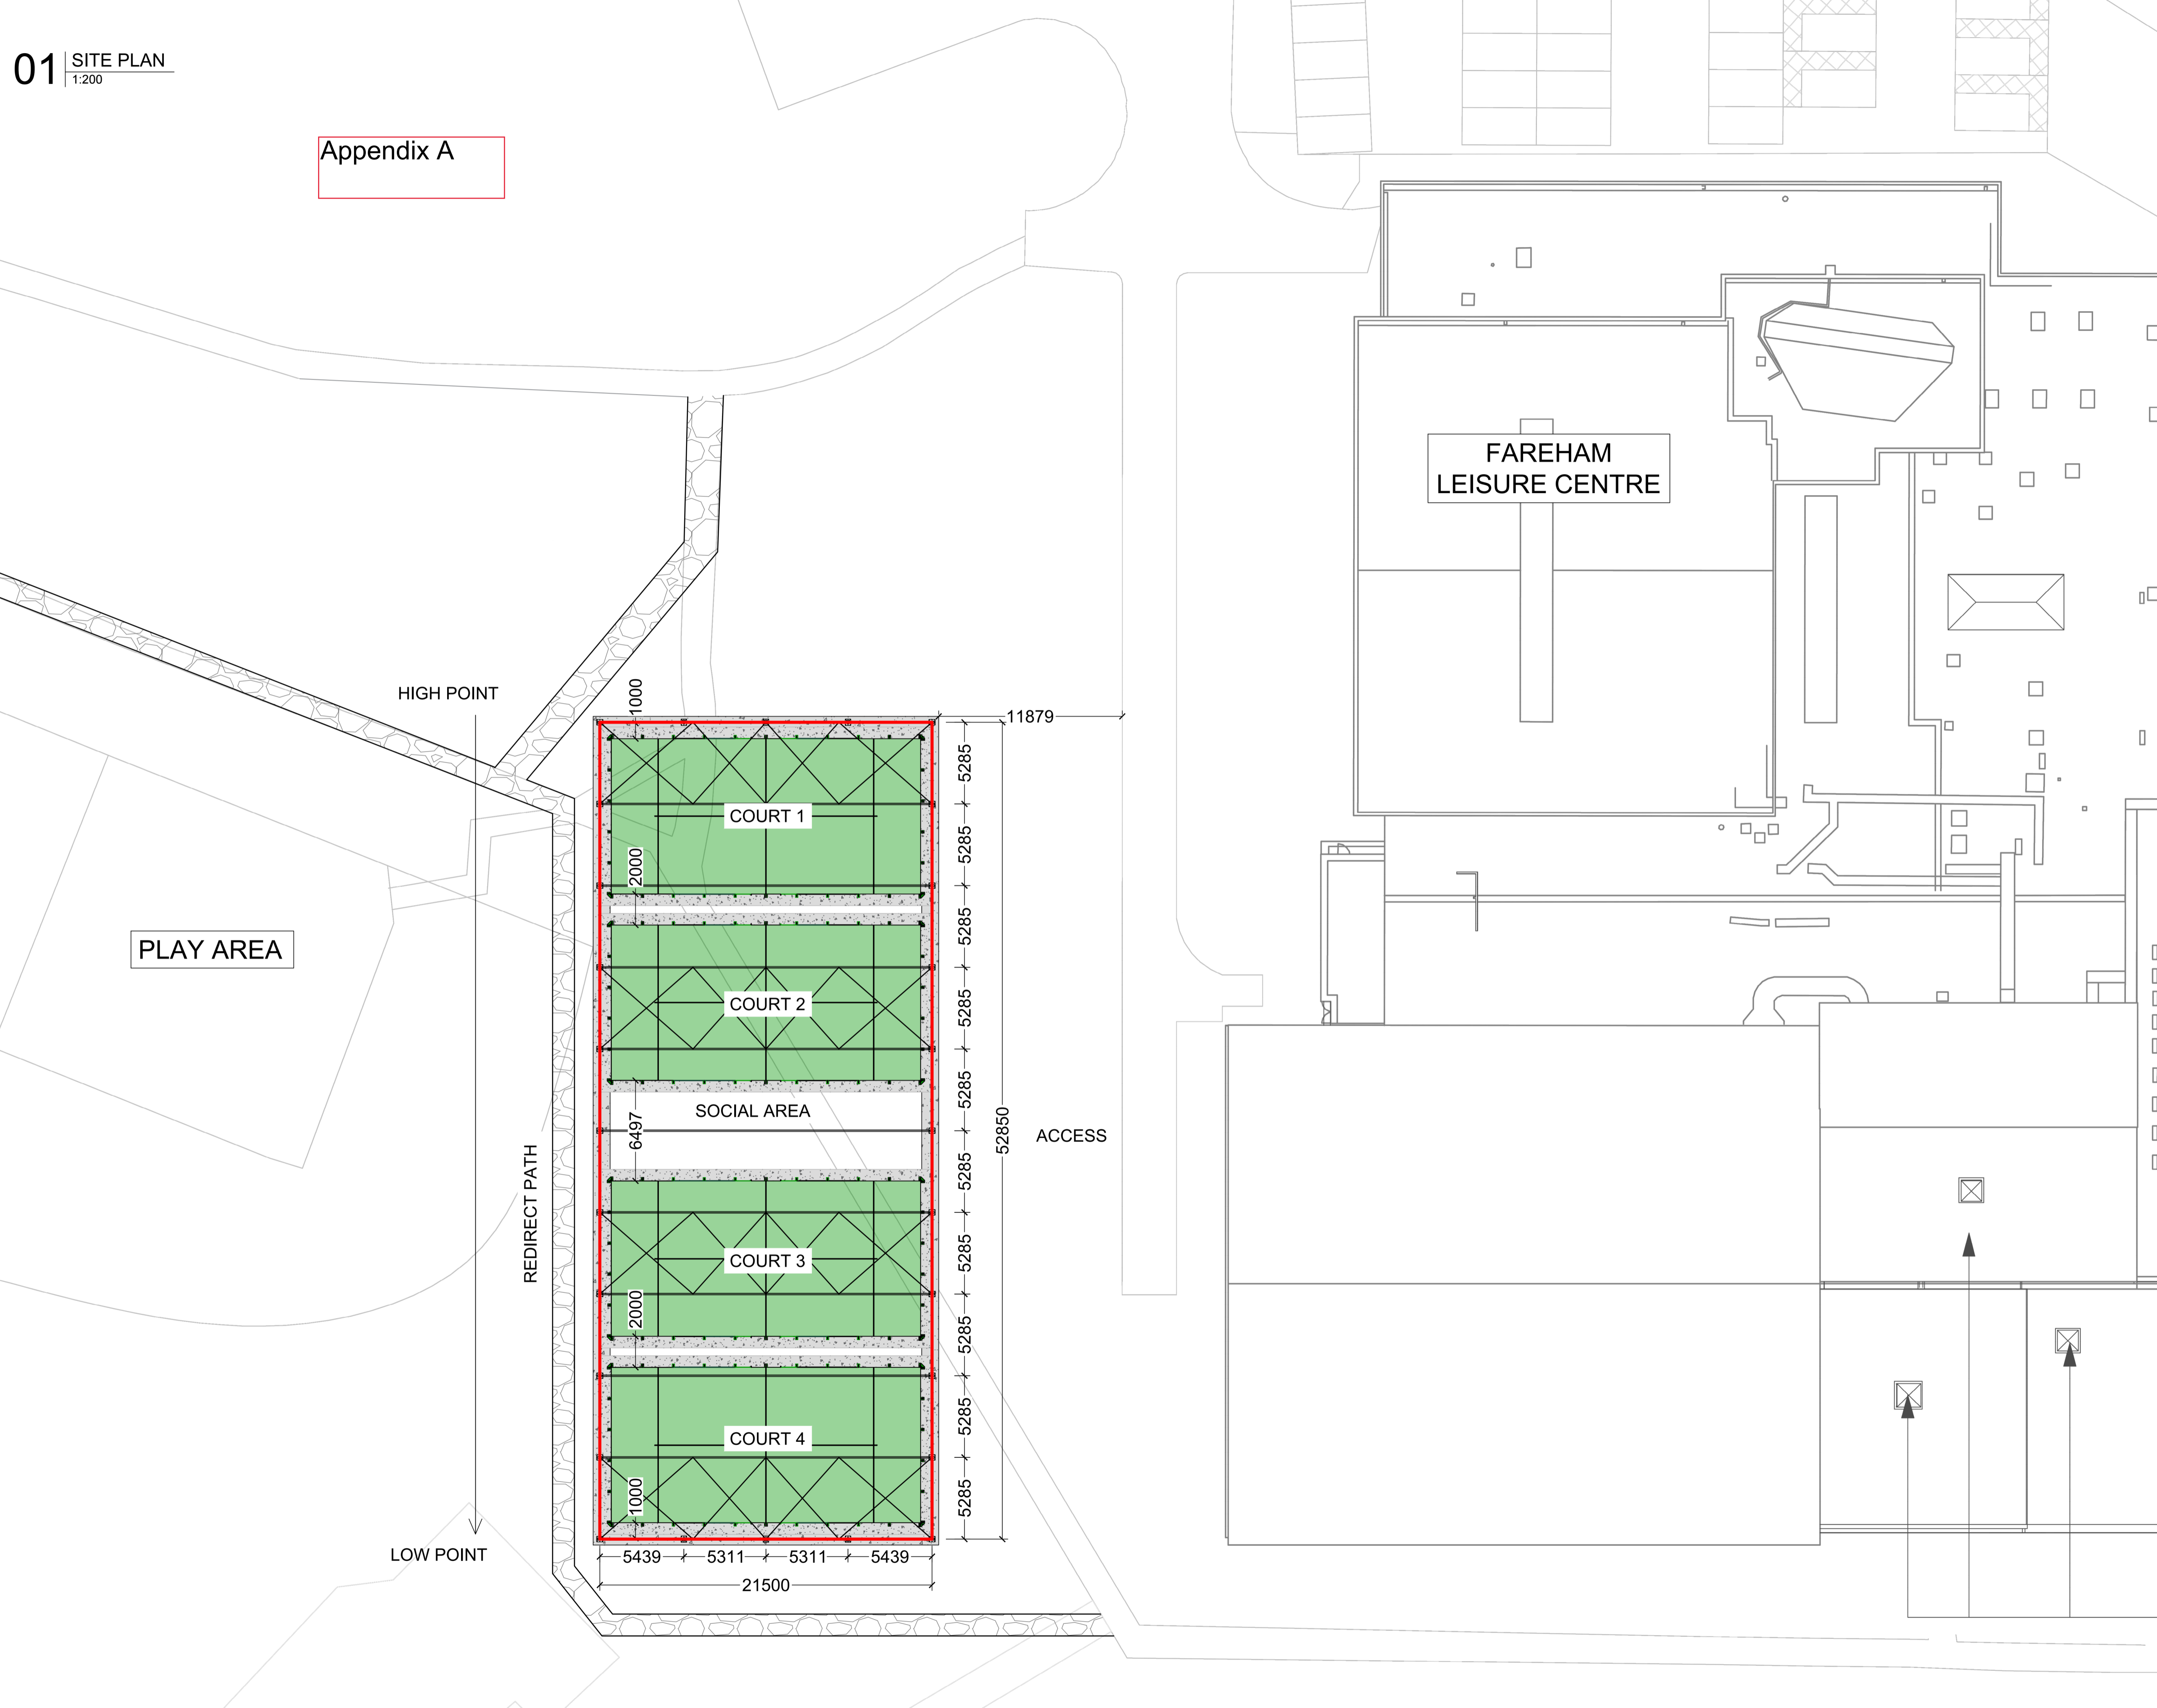 01 SITE PLAN
1:200
Appendix A
FAREHAM
LEISURE CENTRE
HIGH POINT
1000
11879
5285
COURT 1
5285
2000
5285
PLAY AREA
COURT 2
5285
5285
SOCIAL AREA
6497
52850
ACCESS
5285
REDIRECT PATH
COURT 3
5285
2000
5285
5285
COURT 4
1000
5285
LOW POINT
5439
5311
5311
5439
21500